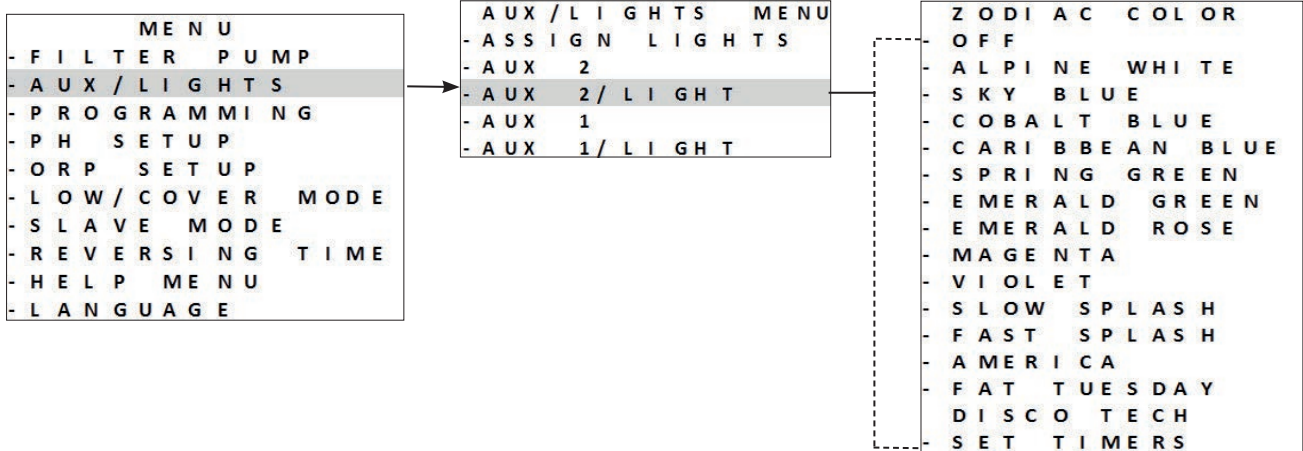 MENU
- FILTER PUMP
- AUX/LIGHTS
- PROGRAMMING
- PH SETUP
- ORP SETUP
- LOW/COVER MODE
- SLAVE MODE
- REVERSING TIME
- HELP MENU
- LANGUAGE
AUX/LIGHTS MENU
- ASSIGN LIGHTS
- AUX 2
- AUX 2/LIGHT
- AUX 1
- AUX 1/LIGHT
ZODIAC COLOR
- OFF
- ALPINE WHITE
- SKY BLUE
- COBALT BLUE
- CARIBBEAN BLUE
- SPRING GREEN
- EMERALD GREEN
- EMERALD ROSE
- MAGENTA
- VIOLET
- SLOW SPLASH
- FAST SPLASH
- AMERICA
- FAT TUESDAY
DISCO TECH
- SET TIMERS